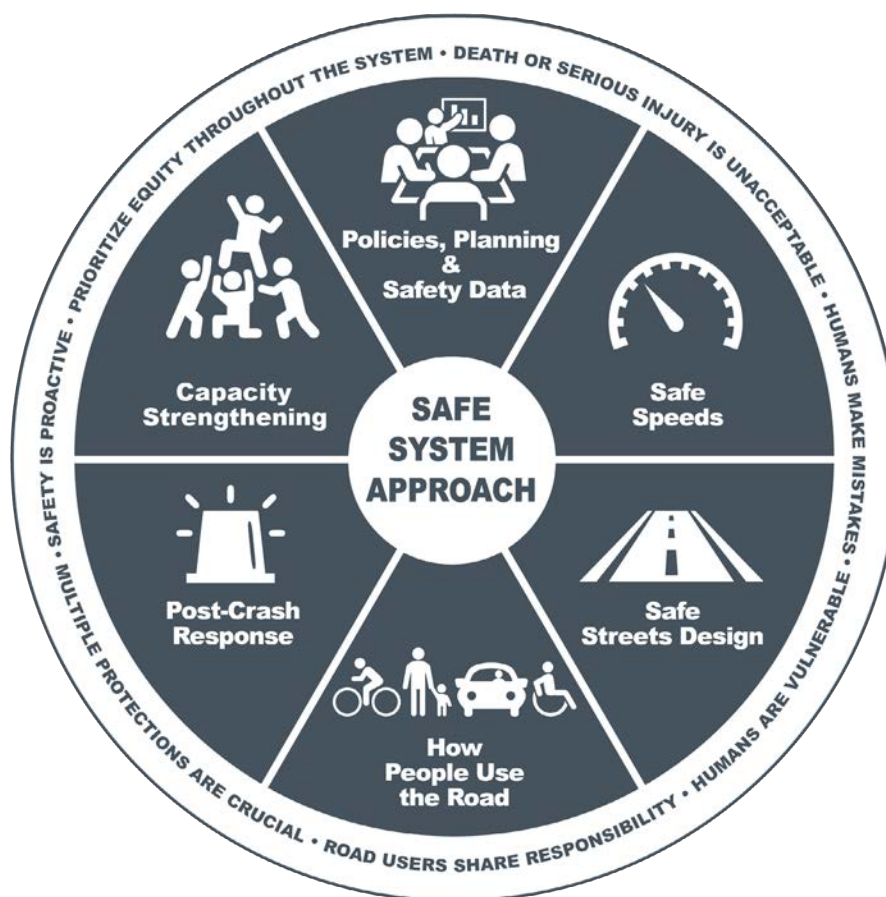 PRIORITIZE EQUITY THROUGHOUT THE SYSTEM • DEATH OR SERIOUS INJURY IS UNACCEPTABLE • HUMANS MAKE MISTAKES • HUMANS ARE VULNERABLE • ROAD USERS SHARE RESPONSIBILITY • MULTIPLE PROTECTIONS ARE CRUCIAL • SAFETY IS PROACTIVE •
Policies, Planning
&
Safety Data
Safe
Speeds
Safe
Streets Design
How
People Use
the Road
Post-Crash
Response
Capacity
Strengthening
SAFE
SYSTEM
APPROACH